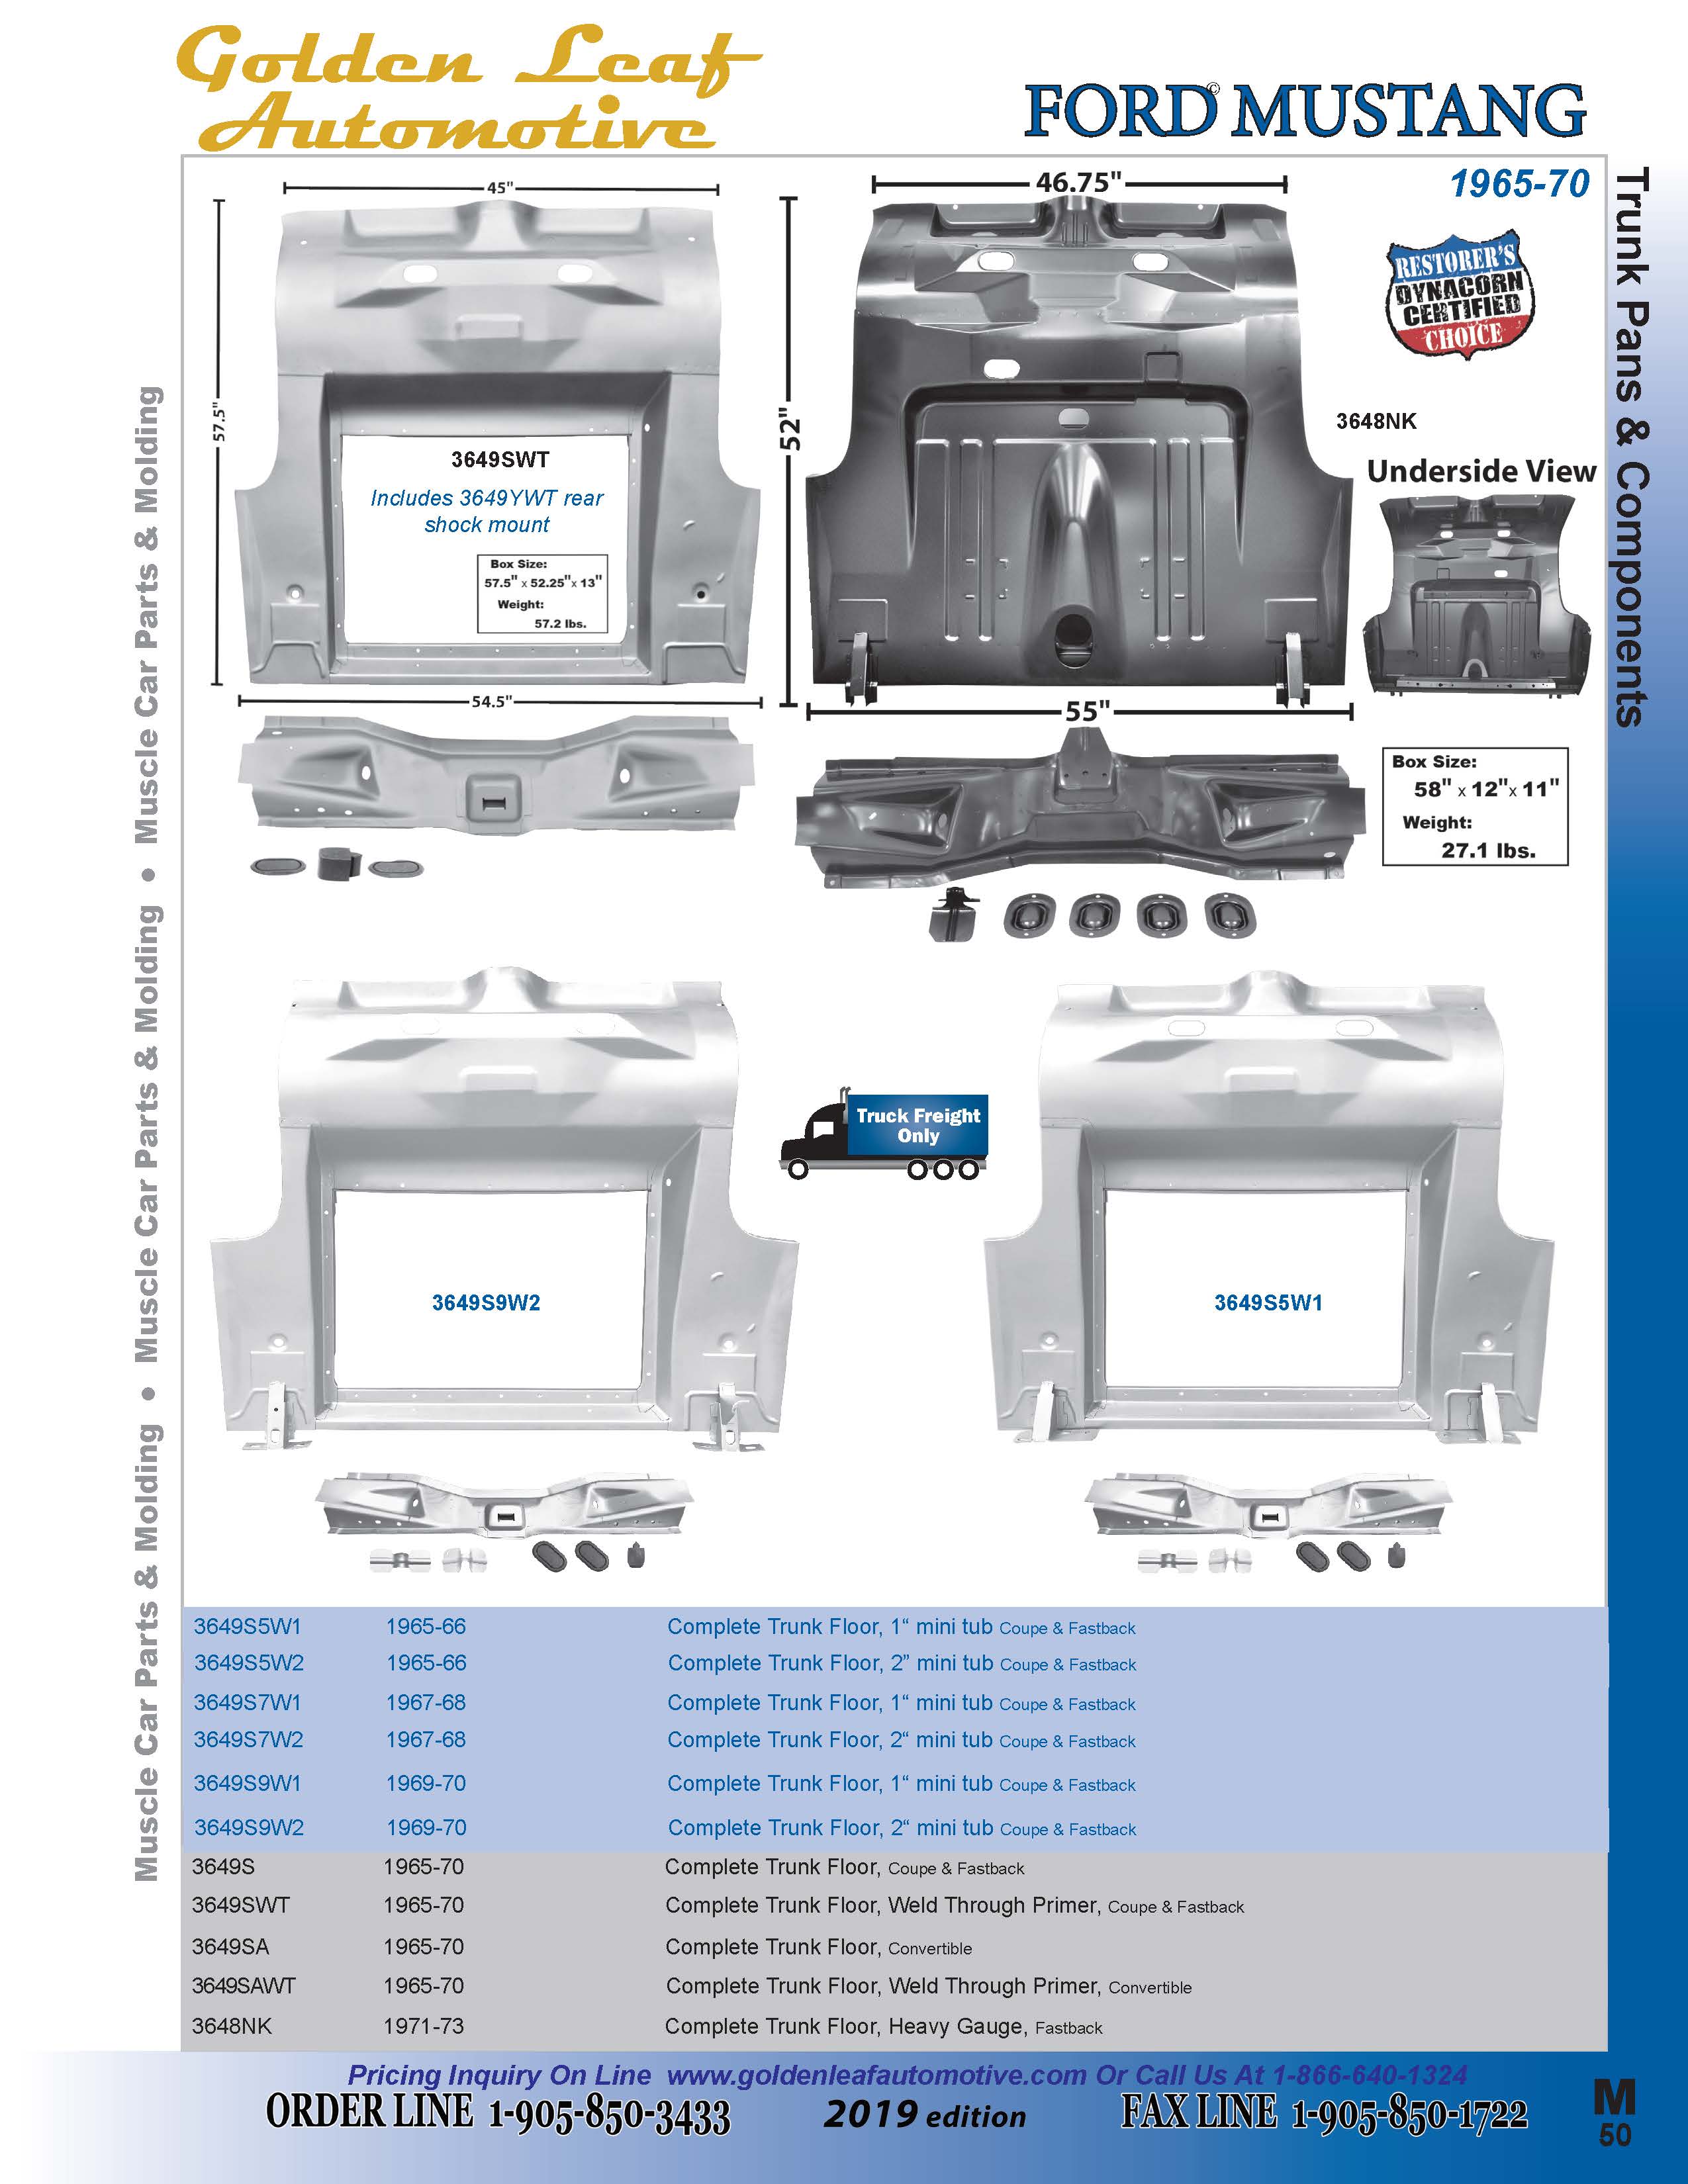 Golden Leaf
Automotive
FORD© MUSTANG
1965-70
Trunk Pans & Components
Muscle Car Parts & Molding • Muscle Car Parts & Molding • Muscle Car Parts & Molding
45"
57.5"
3649SWT
Includes 3649YWT rear
shock mount
Box Size:
57.5" x 52.25"x 13"
Weight:
57.2 lbs.
54.5"
46.75"
52"
55"
RESTORER'S
DYNACORN
CERTIFIED
CHOICE
3648NK
Underside View
Box Size:
58" x 12"x 11"
Weight:
27.1 lbs.
Truck Freight
Only
3649S9W2
3649S5W1
3649S5W1 1965-66 Complete Trunk Floor, 1“ mini tub Coupe & Fastback
3649S5W2 1965-66 Complete Trunk Floor, 2” mini tub Coupe & Fastback
3649S7W1 1967-68 Complete Trunk Floor, 1“ mini tub Coupe & Fastback
3649S7W2 1967-68 Complete Trunk Floor, 2“ mini tub Coupe & Fastback
3649S9W1 1969-70 Complete Trunk Floor, 1“ mini tub Coupe & Fastback
3649S9W2 1969-70 Complete Trunk Floor, 2“ mini tub Coupe & Fastback
3649S 1965-70 Complete Trunk Floor, Coupe & Fastback
3649SWT 1965-70 Complete Trunk Floor, Weld Through Primer, Coupe & Fastback
3649SA 1965-70 Complete Trunk Floor, Convertible
3649SAWT 1965-70 Complete Trunk Floor, Weld Through Primer, Convertible
3648NK 1971-73 Complete Trunk Floor, Heavy Gauge, Fastback
Pricing Inquiry On Line www.goldenleafautomotive.com Or Call Us At 1-866-640-1324
ORDER LINE 1-905-850-3433 2019 edition FAX LINE 1-905-850-1722
M
50